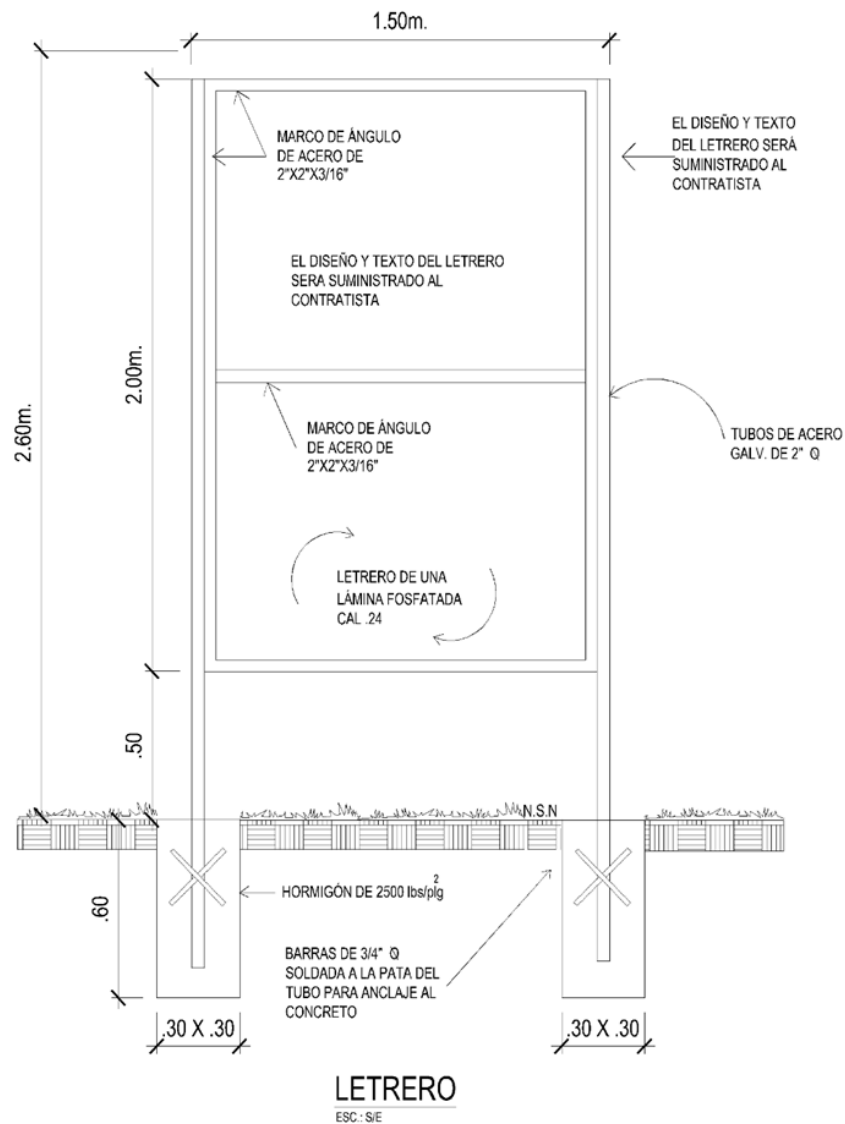 1.50m.
MARCO DE ÁNGULO
DE ACERO DE
2"X2"X3/16"
EL DISEÑO Y TEXTO
DEL LETRERO SERÁ
SUMINISTRADO AL
CONTRATISTA
EL DISEÑO Y TEXTO DEL LETRERO
SERA SUMINISTRADO AL
CONTRATISTA
2.00m.
2.60m.
MARCO DE ÁNGULO
DE ACERO DE
2"X2"X3/16"
TUBOS DE ACERO
GALV. DE 2" Q
LETRERO DE UNA
LÁMINA FOSFATADA
CAL .24
.50
N.S.N
.60
HORMIGÓN DE 2500 lbs/plg²
BARRAS DE 3/4" Q
SOLDADA A LA PATA DEL
TUBO PARA ANCLAJE AL
CONCRETO
.30 X .30
.30 X .30
LETRERO
ESC.: S/E